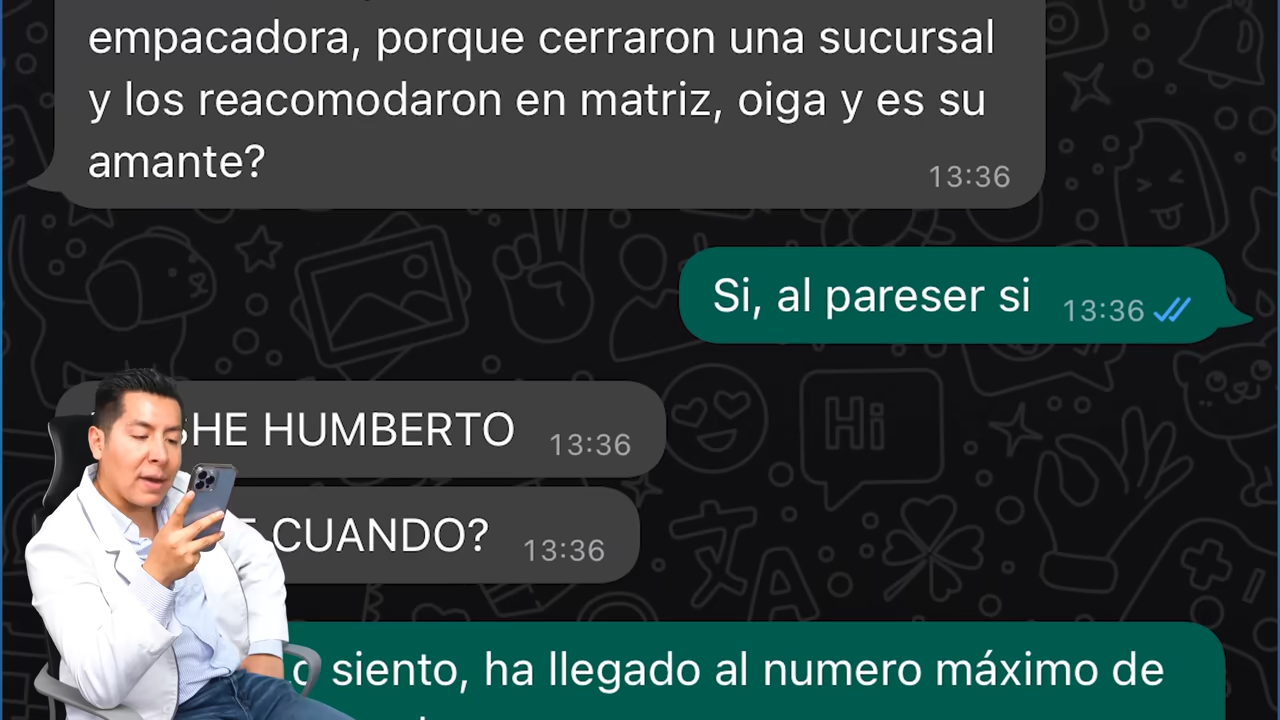 empacadora, porque cerraron una sucursal
y los reacomodaron en matriz, oiga y es su
amante?
13:36
Si, al pareser si 13:36
HUMBERTO 13:36
CUANDO? 13:36
siento, ha llegado al numero máximo de